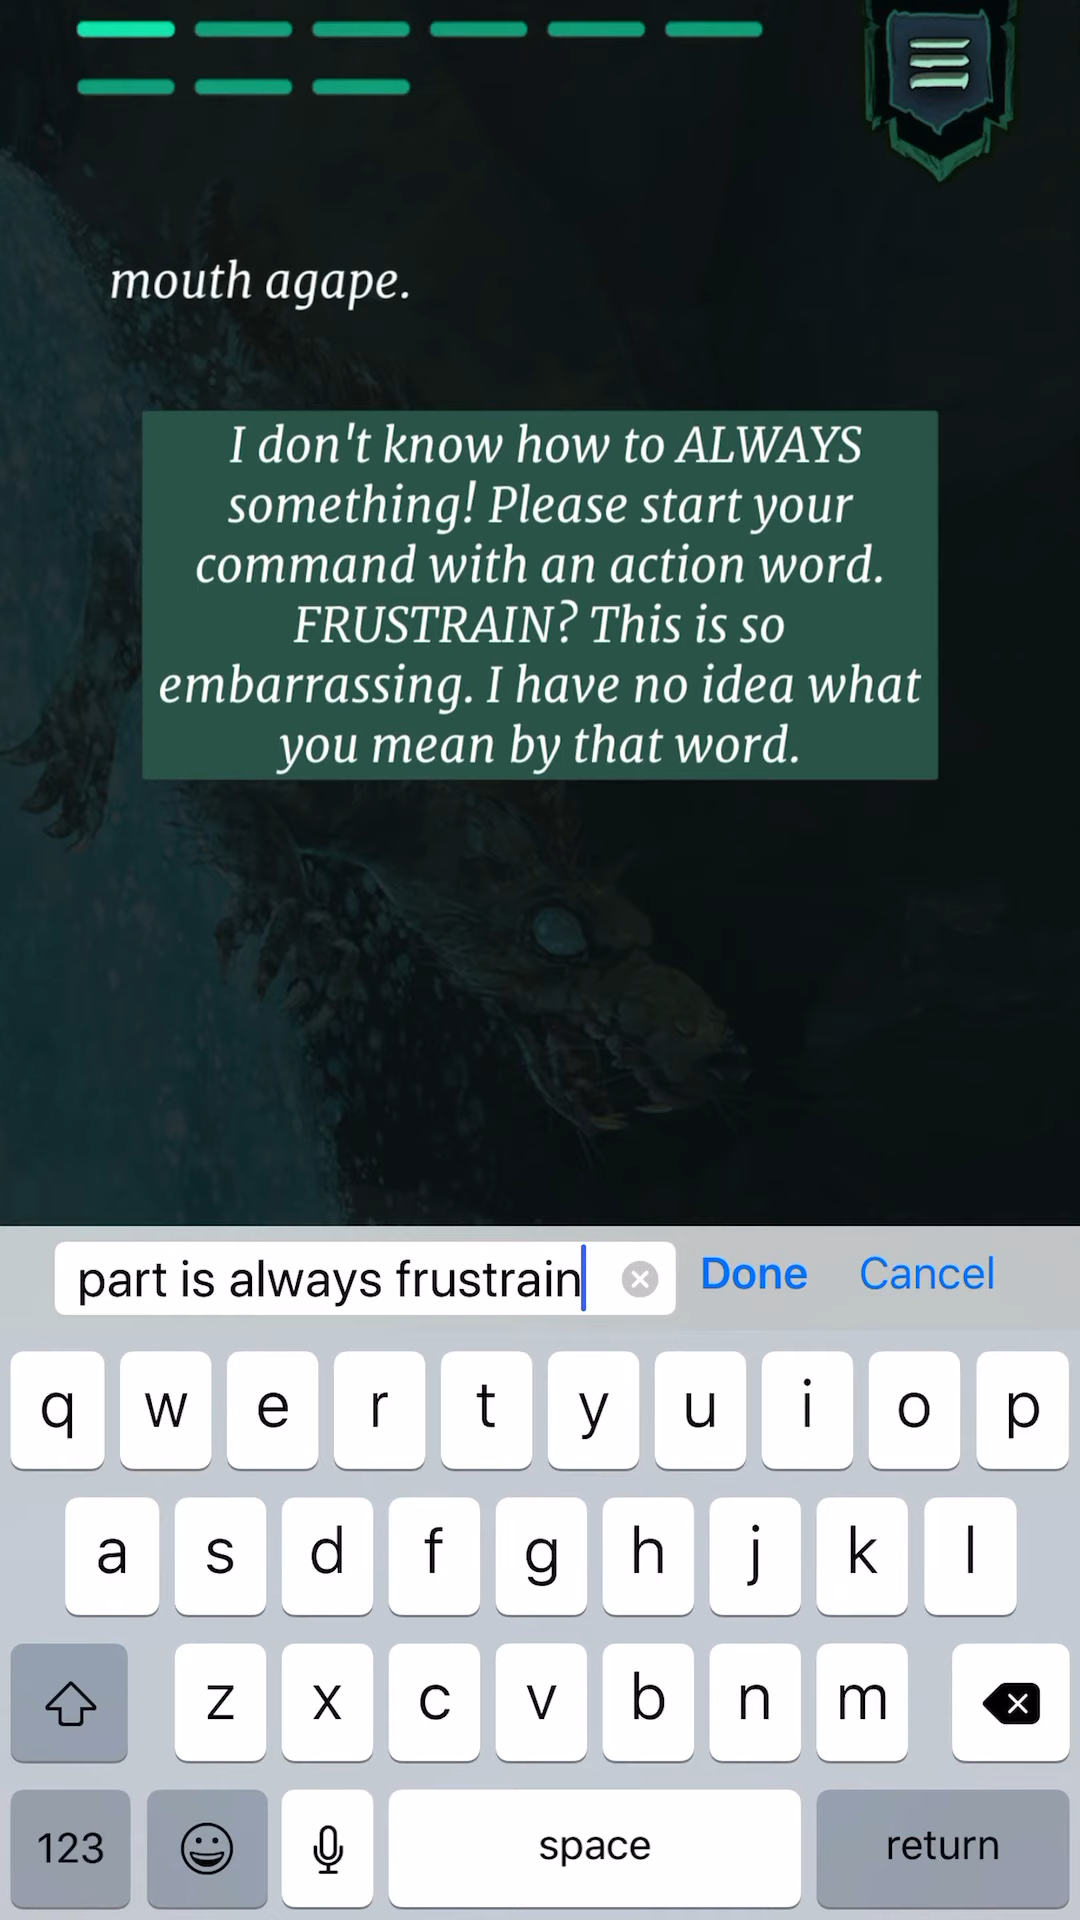 mouth agape.
I don't know how to ALWAYS
something! Please start your
command with an action word.
FRUSTRAIN? This is so
embarrassing. I have no idea what
you mean by that word.
part is always frustrain
Done
Cancel
q w e r t y u i o p
a s d f g h j k l
z x c v b n m
123
space
return